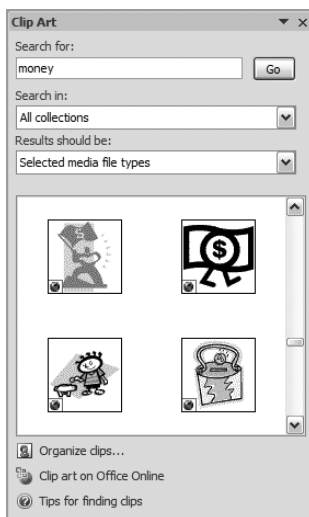 Clip Art
Search for:
money
Go
Search in:
All collections
Results should be:
Selected media file types
$
Organize clips...
Clip art on Office Online
Tips for finding clips